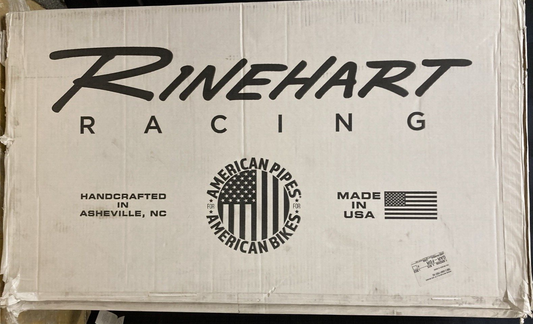 RINEHART
RACING
HANDCRAFTED
IN
ASHEVILLE, NC
AMERICAN PIPES
FOR FOR
AMERICAN BIKES
MADE
IN
USA